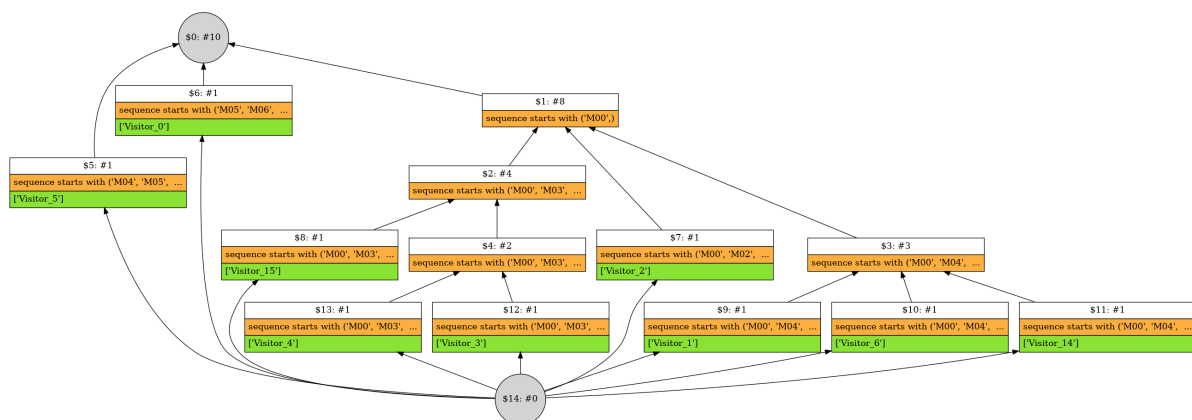 $0: #10
$6: #1
sequence starts with ('M05', 'M06', ...
['Visitor_0']
$1: #8
sequence starts with ('M00',)
$5: #1
sequence starts with ('M04', 'M05', ...
['Visitor_5']
$2: #4
sequence starts with ('M00', 'M03', ...
$8: #1
sequence starts with ('M00', 'M03', ...
['Visitor_15']
$4: #2
sequence starts with ('M00', 'M03', ...
$7: #1
sequence starts with ('M00', 'M02', ...
['Visitor_2']
$3: #3
sequence starts with ('M00', 'M04', ...
$13: #1
sequence starts with ('M00', 'M03', ...
['Visitor_4']
$12: #1
sequence starts with ('M00', 'M03', ...
['Visitor_3']
$9: #1
sequence starts with ('M00', 'M04', ...
['Visitor_1']
$10: #1
sequence starts with ('M00', 'M04', ...
['Visitor_6']
$11: #1
sequence starts with ('M00', 'M04', ...
['Visitor_14']
$14: #0